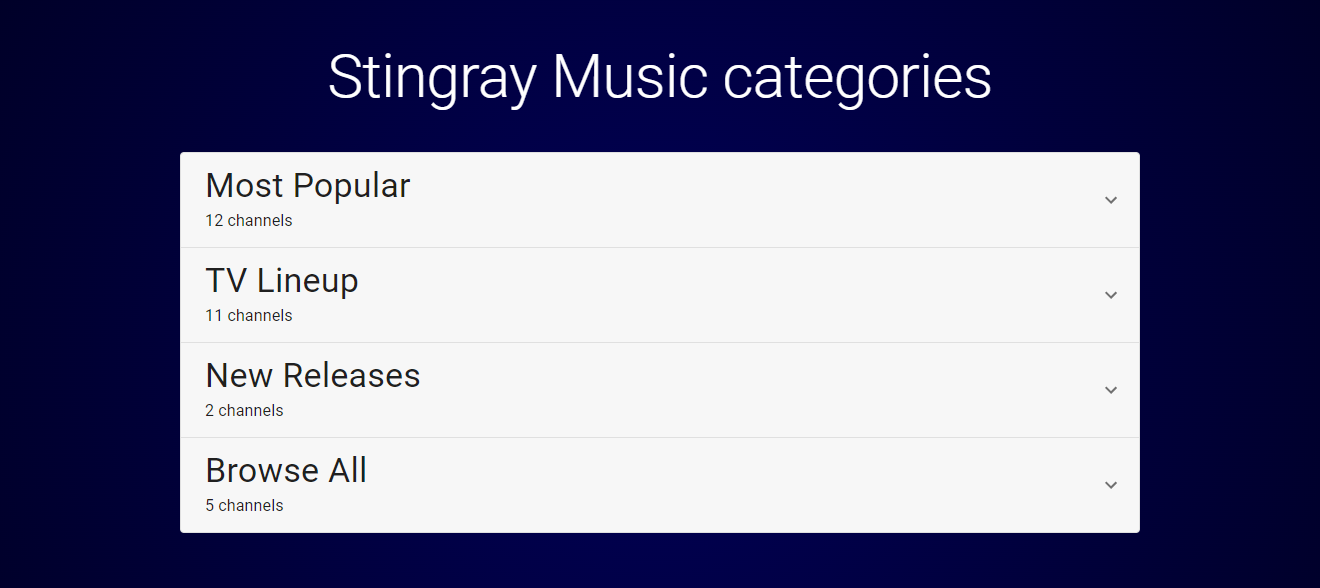 Stingray Music categories
Most Popular
12 channels
TV Lineup
11 channels
New Releases
2 channels
Browse All
5 channels